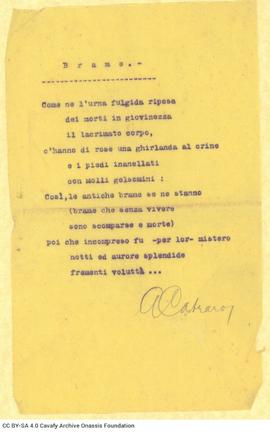 B r a m e . -
Come ne l'urna fulgida riposa
dei morti in giovinezza
il lacrimato corpo,
c'hanno di rose una ghirlanda al crine
e i piedi inanellati
con molli gelsomini :
Così, le antiche brame se ne stanno
(brame che senza vivere
sono scomparse e morte)
poi che incompreso fu -per lor- mistero
notti ed aurore splendide
frementi voluttà ...
CC BY-SA 4.0 Cavafy Archive Onassis Foundation